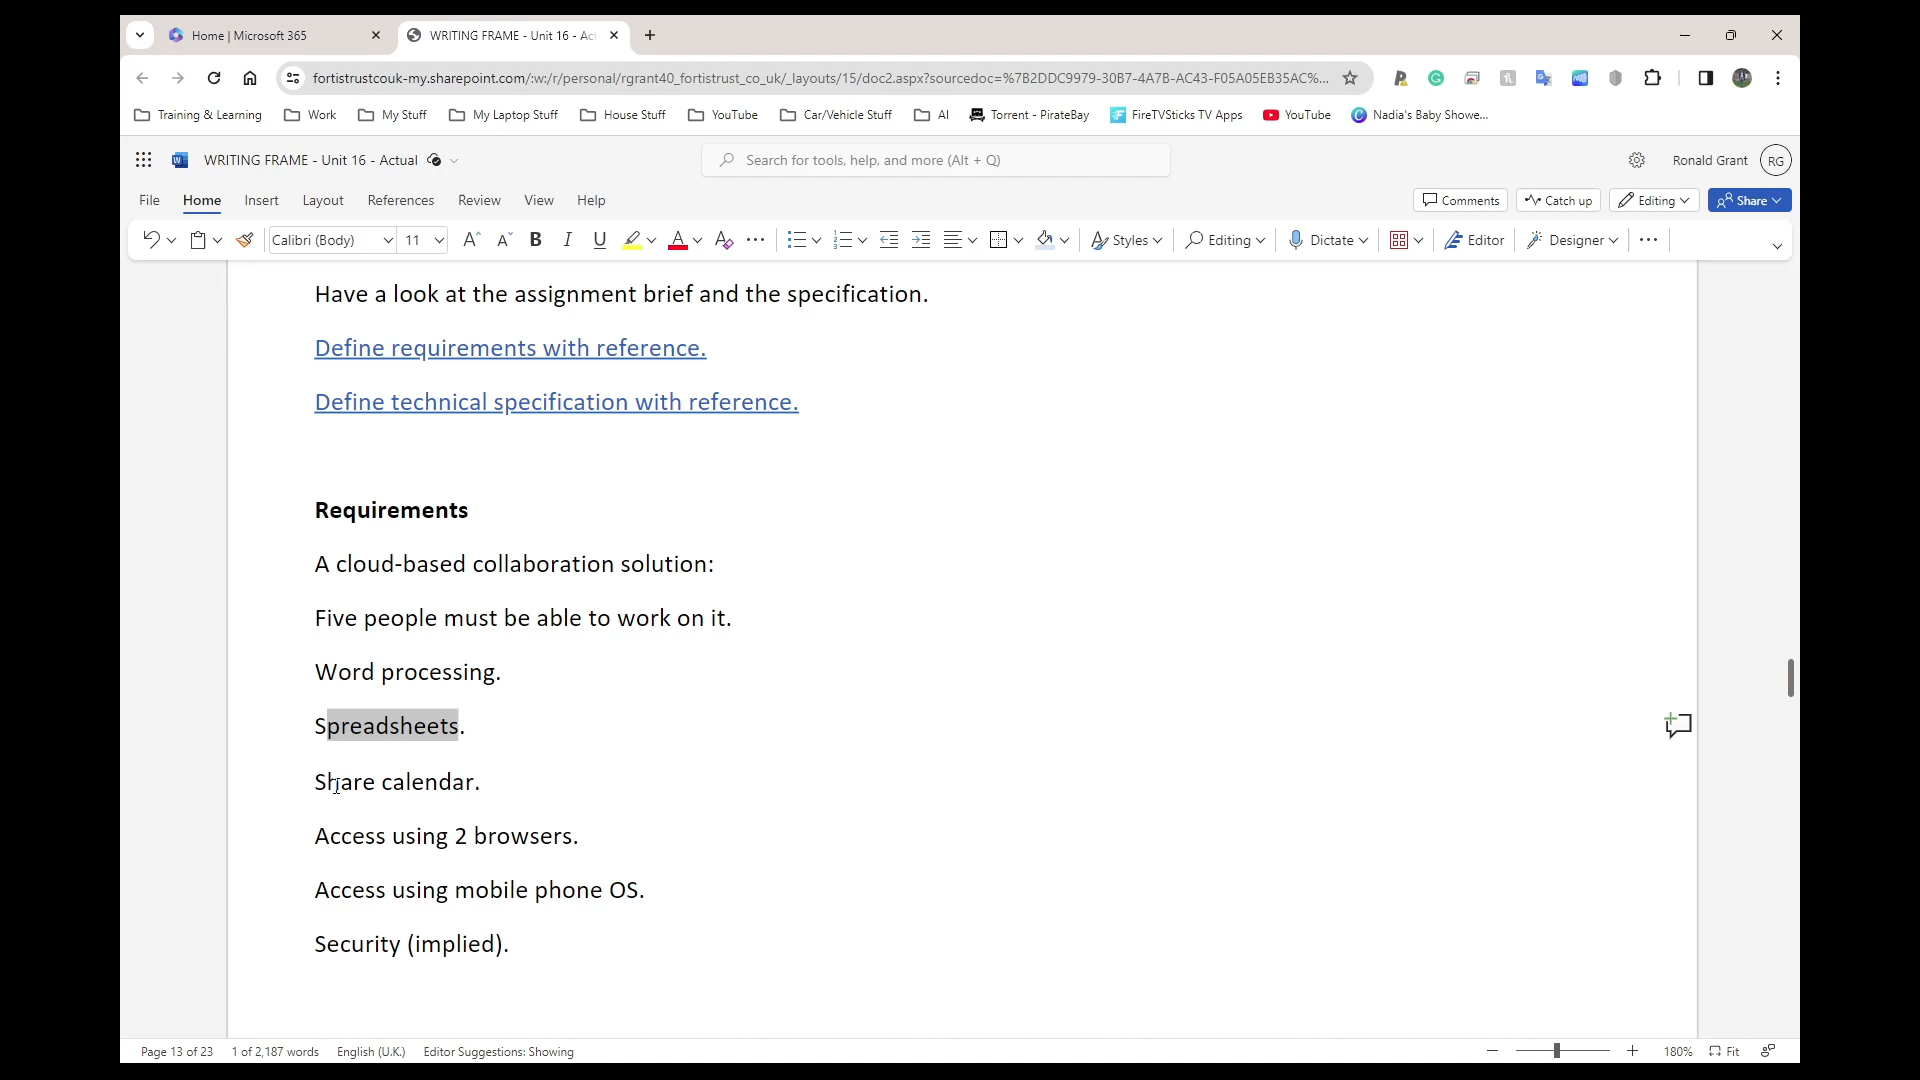 Home | Microsoft 365
WRITING FRAME - Unit 16 - Act
fortistrustcouk-my.sharepoint.com/:w:/r/personal/rgrant40_fortistrust_co_uk/_layouts/15/doc2.aspx?sourcedoc=%7B2DDC9979-30B7-4A7B-AC43-F05A05EB35AC%...
Training & Learning Work My Stuff My Laptop Stuff House Stuff YouTube Car/Vehicle Stuff AI Torrent - PirateBay FireTVSticks TV Apps YouTube Nadia's Baby Showe...
WRITING FRAME - Unit 16 - Actual Search for tools, help, and more (Alt + Q) Ronald Grant RG
File Home Insert Layout References Review View Help Comments Catch up Editing Share
Calibri (Body) 11 A A B I U A A Styles Editing Dictate Editor Designer
Have a look at the assignment brief and the specification.
Define requirements with reference.
Define technical specification with reference.
Requirements
A cloud-based collaboration solution:
Five people must be able to work on it.
Word processing.
Spreadsheets.
Share calendar.
Access using 2 browsers.
Access using mobile phone OS.
Security (implied).
Page 13 of 23 1 of 2,187 words English (U.K.) Editor Suggestions: Showing 180% Fit